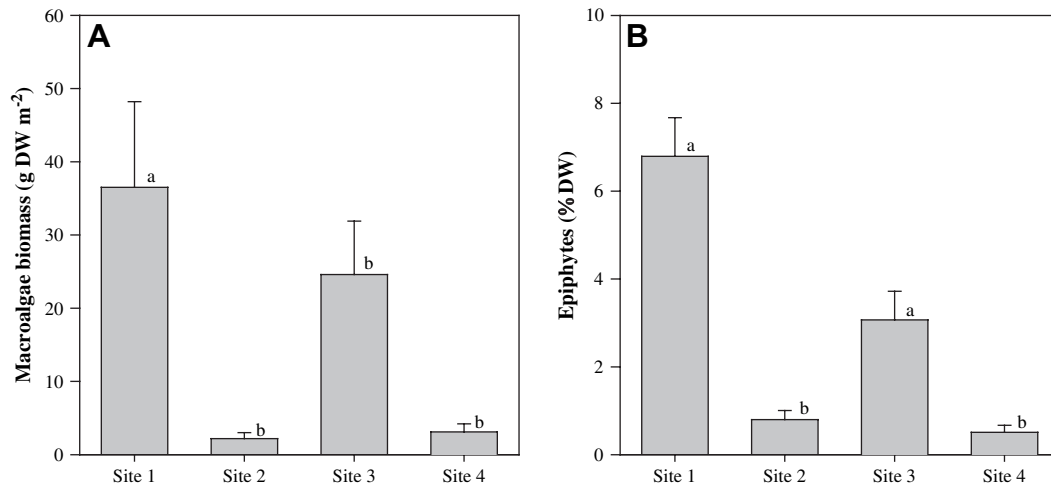 A
Macroalgae biomass (g DW m-2)
60
50
40
30
20
10
0
a
b
b
b
Site 1 Site 2 Site 3 Site 4
B
Epiphytes (%DW)
10
8
6
4
2
0
a
b
a
b
Site 1 Site 2 Site 3 Site 4